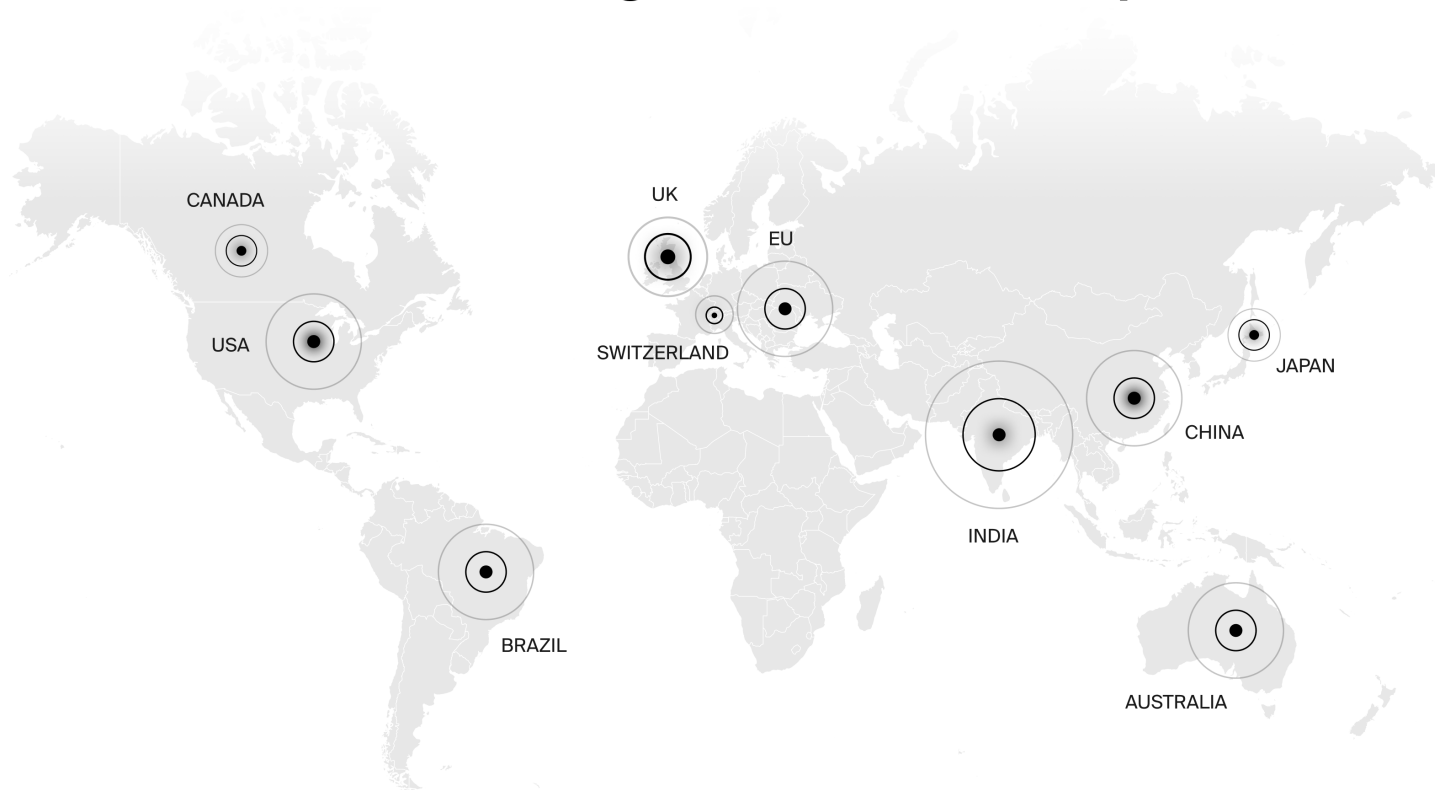 CANADA
UK
EU
USA
SWITZERLAND
JAPAN
CHINA
INDIA
BRAZIL
AUSTRALIA